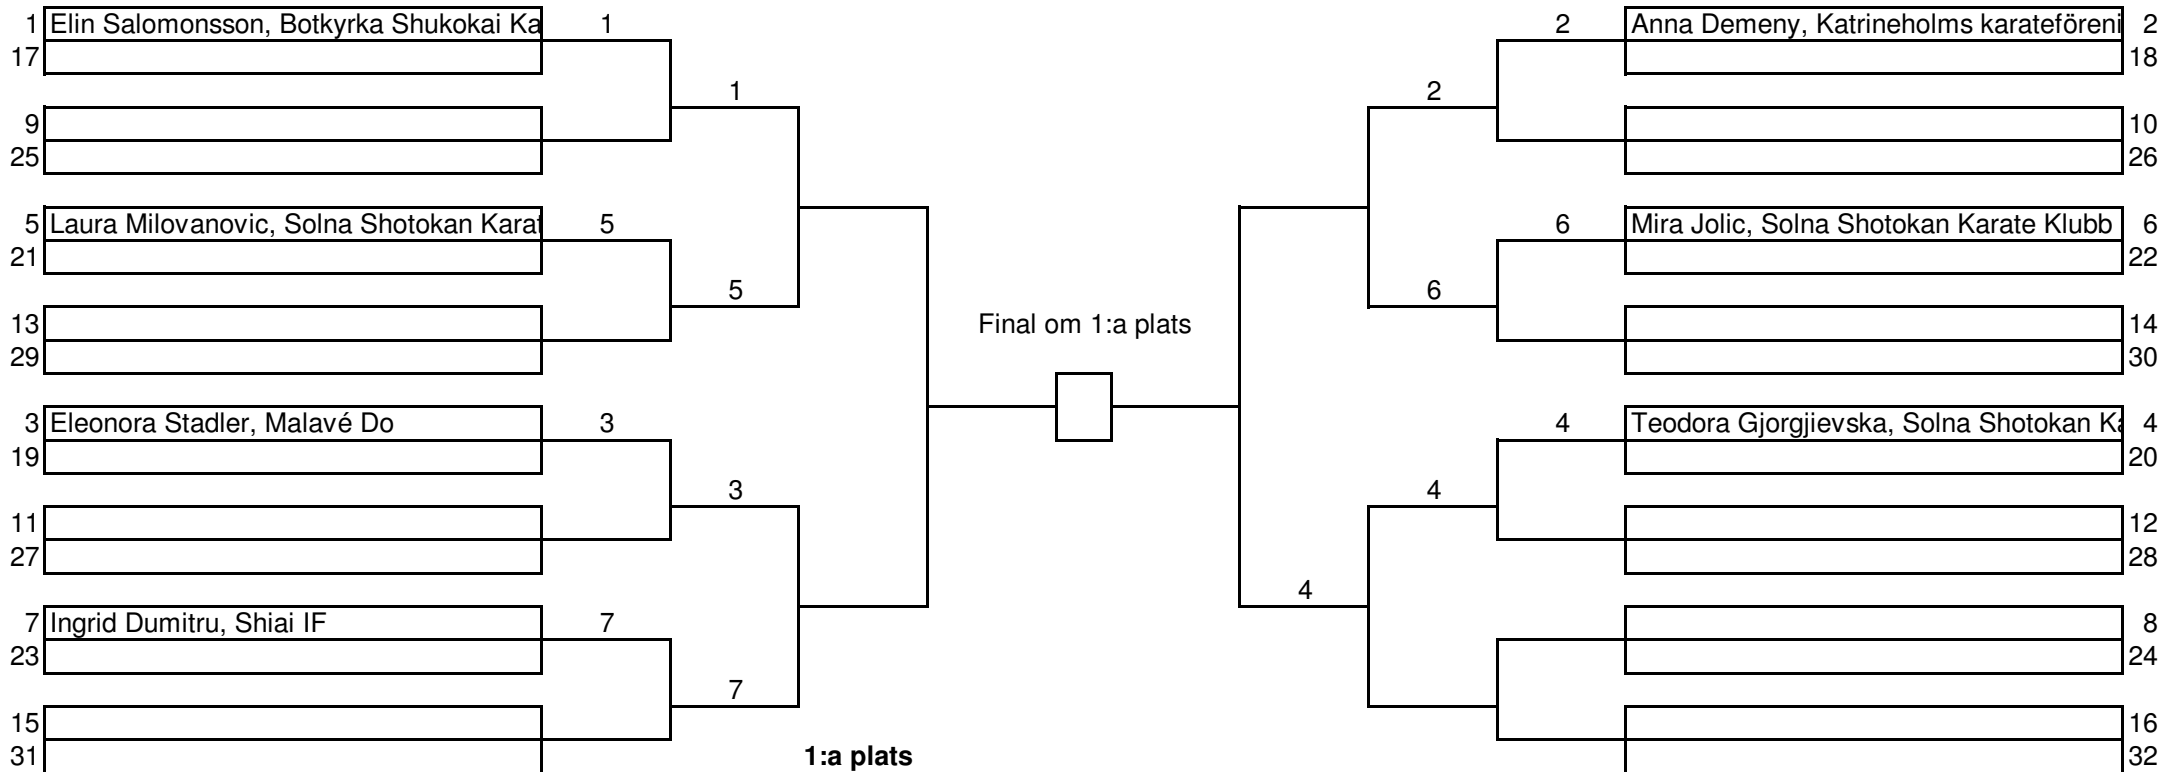 1 Elin Salomonsson, Botkyrka Shukokai Ka 1 2 Anna Demeny, Katrineholms karateföreni 2
17 18
1 2
9 10
25 26
5 Laura Milovanovic, Solna Shotokan Karat 5 6 Mira Jolic, Solna Shotokan Karate Klubb 6
21 22
5 6
13 Final om 1:a plats 14
29 30
3 Eleonora Stadler, Malavé Do 3 4 Teodora Gjorgjievska, Solna Shotokan Ka 4
19 20
3 4
11 12
27 28
4
7 Ingrid Dumitru, Shiai IF 7 8
23 24
7
15 16
31 1:a plats 32